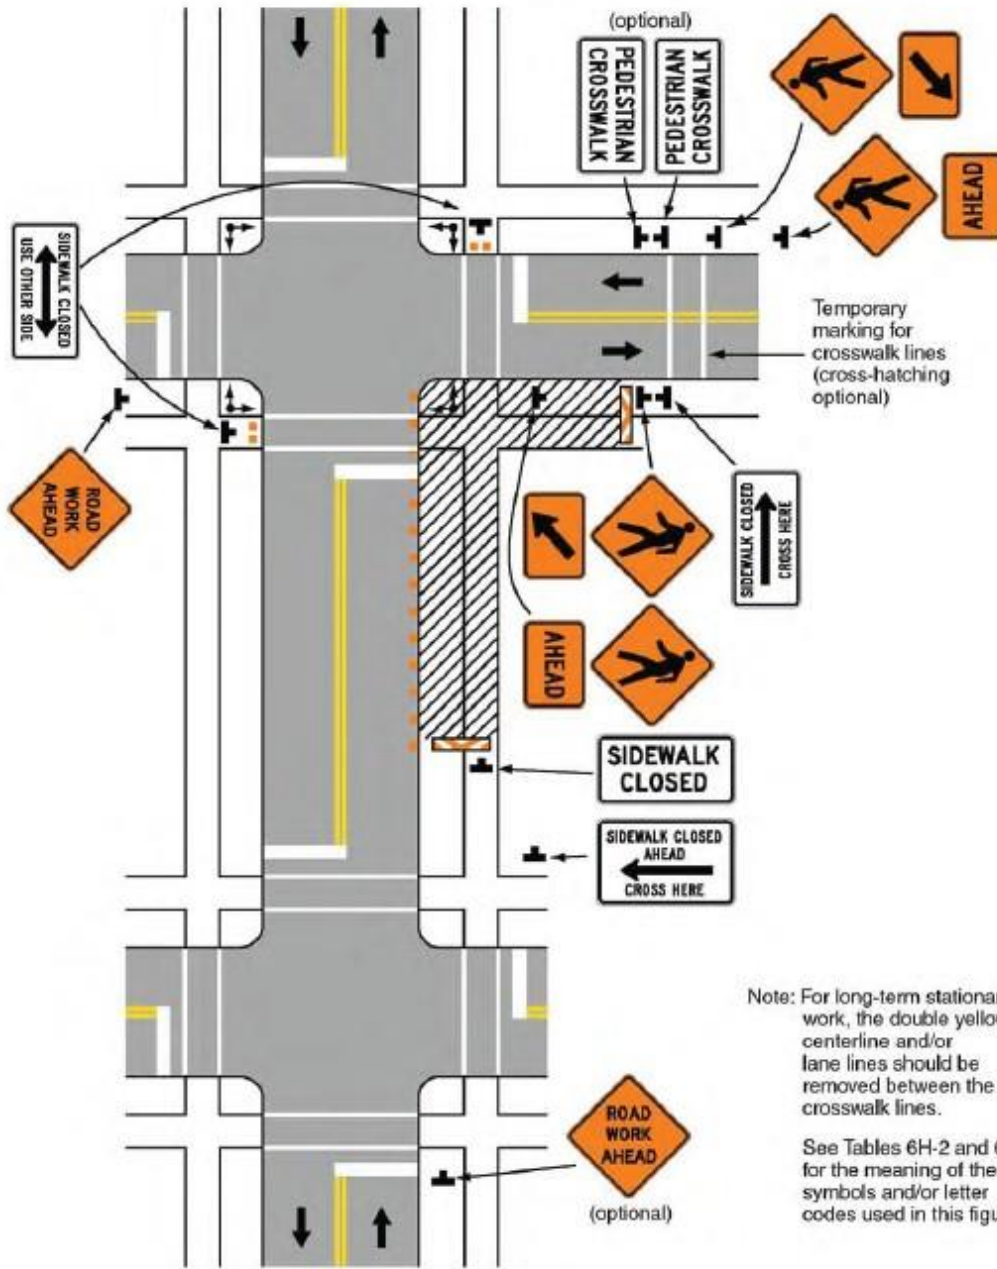 (optional)
PEDESTRIAN
CROSSWALK
PEDESTRIAN
CROSSWALK
AHEAD
SIDEWALK CLOSED
USE OTHER SIDE
Temporary
marking for
crosswalk lines
(cross-hatching
optional)
ROAD
WORK
AHEAD
SIDEWALK CLOSED
CROSS HERE
AHEAD
SIDEWALK
CLOSED
SIDEWALK CLOSED
AHEAD
CROSS HERE
Note: For long-term stationar
work, the double yello
centerline and/or
lane lines should be
removed between the
crosswalk lines.
See Tables 6H-2 and 6
for the meaning of the
symbols and/or letter
codes used in this figu
ROAD
WORK
AHEAD
(optional)